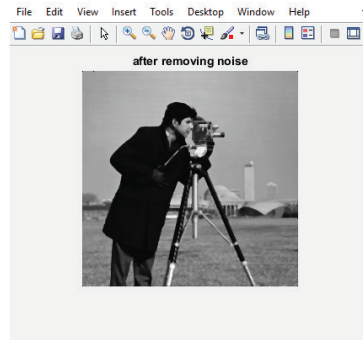 File Edit View Insert Tools Desktop Window Help
after removing noise